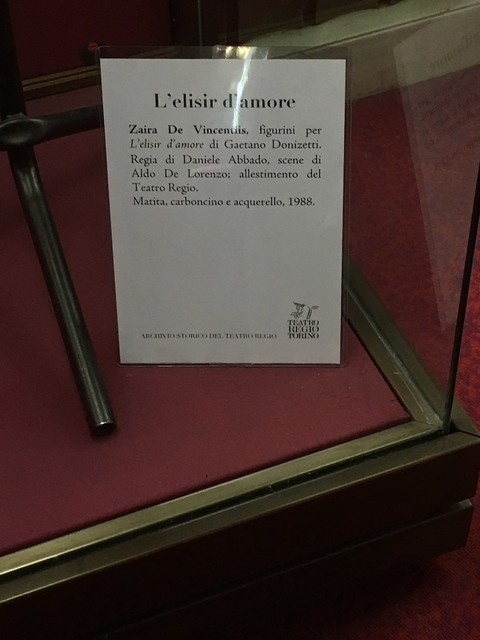 L'elisir d'amore
Zaira De Vincentiis, figurini per
L'elisir d'amore di Gaetano Donizetti.
Regia di Daniele Abbado, scene di
Aldo De Lorenzo; allestimento del
Teatro Regio.
Matita, carboncino e acquerello, 1988.
ARCHIVIO STORICO DEL TEATRO REGIO
TEATRO
REGIO
TORINO